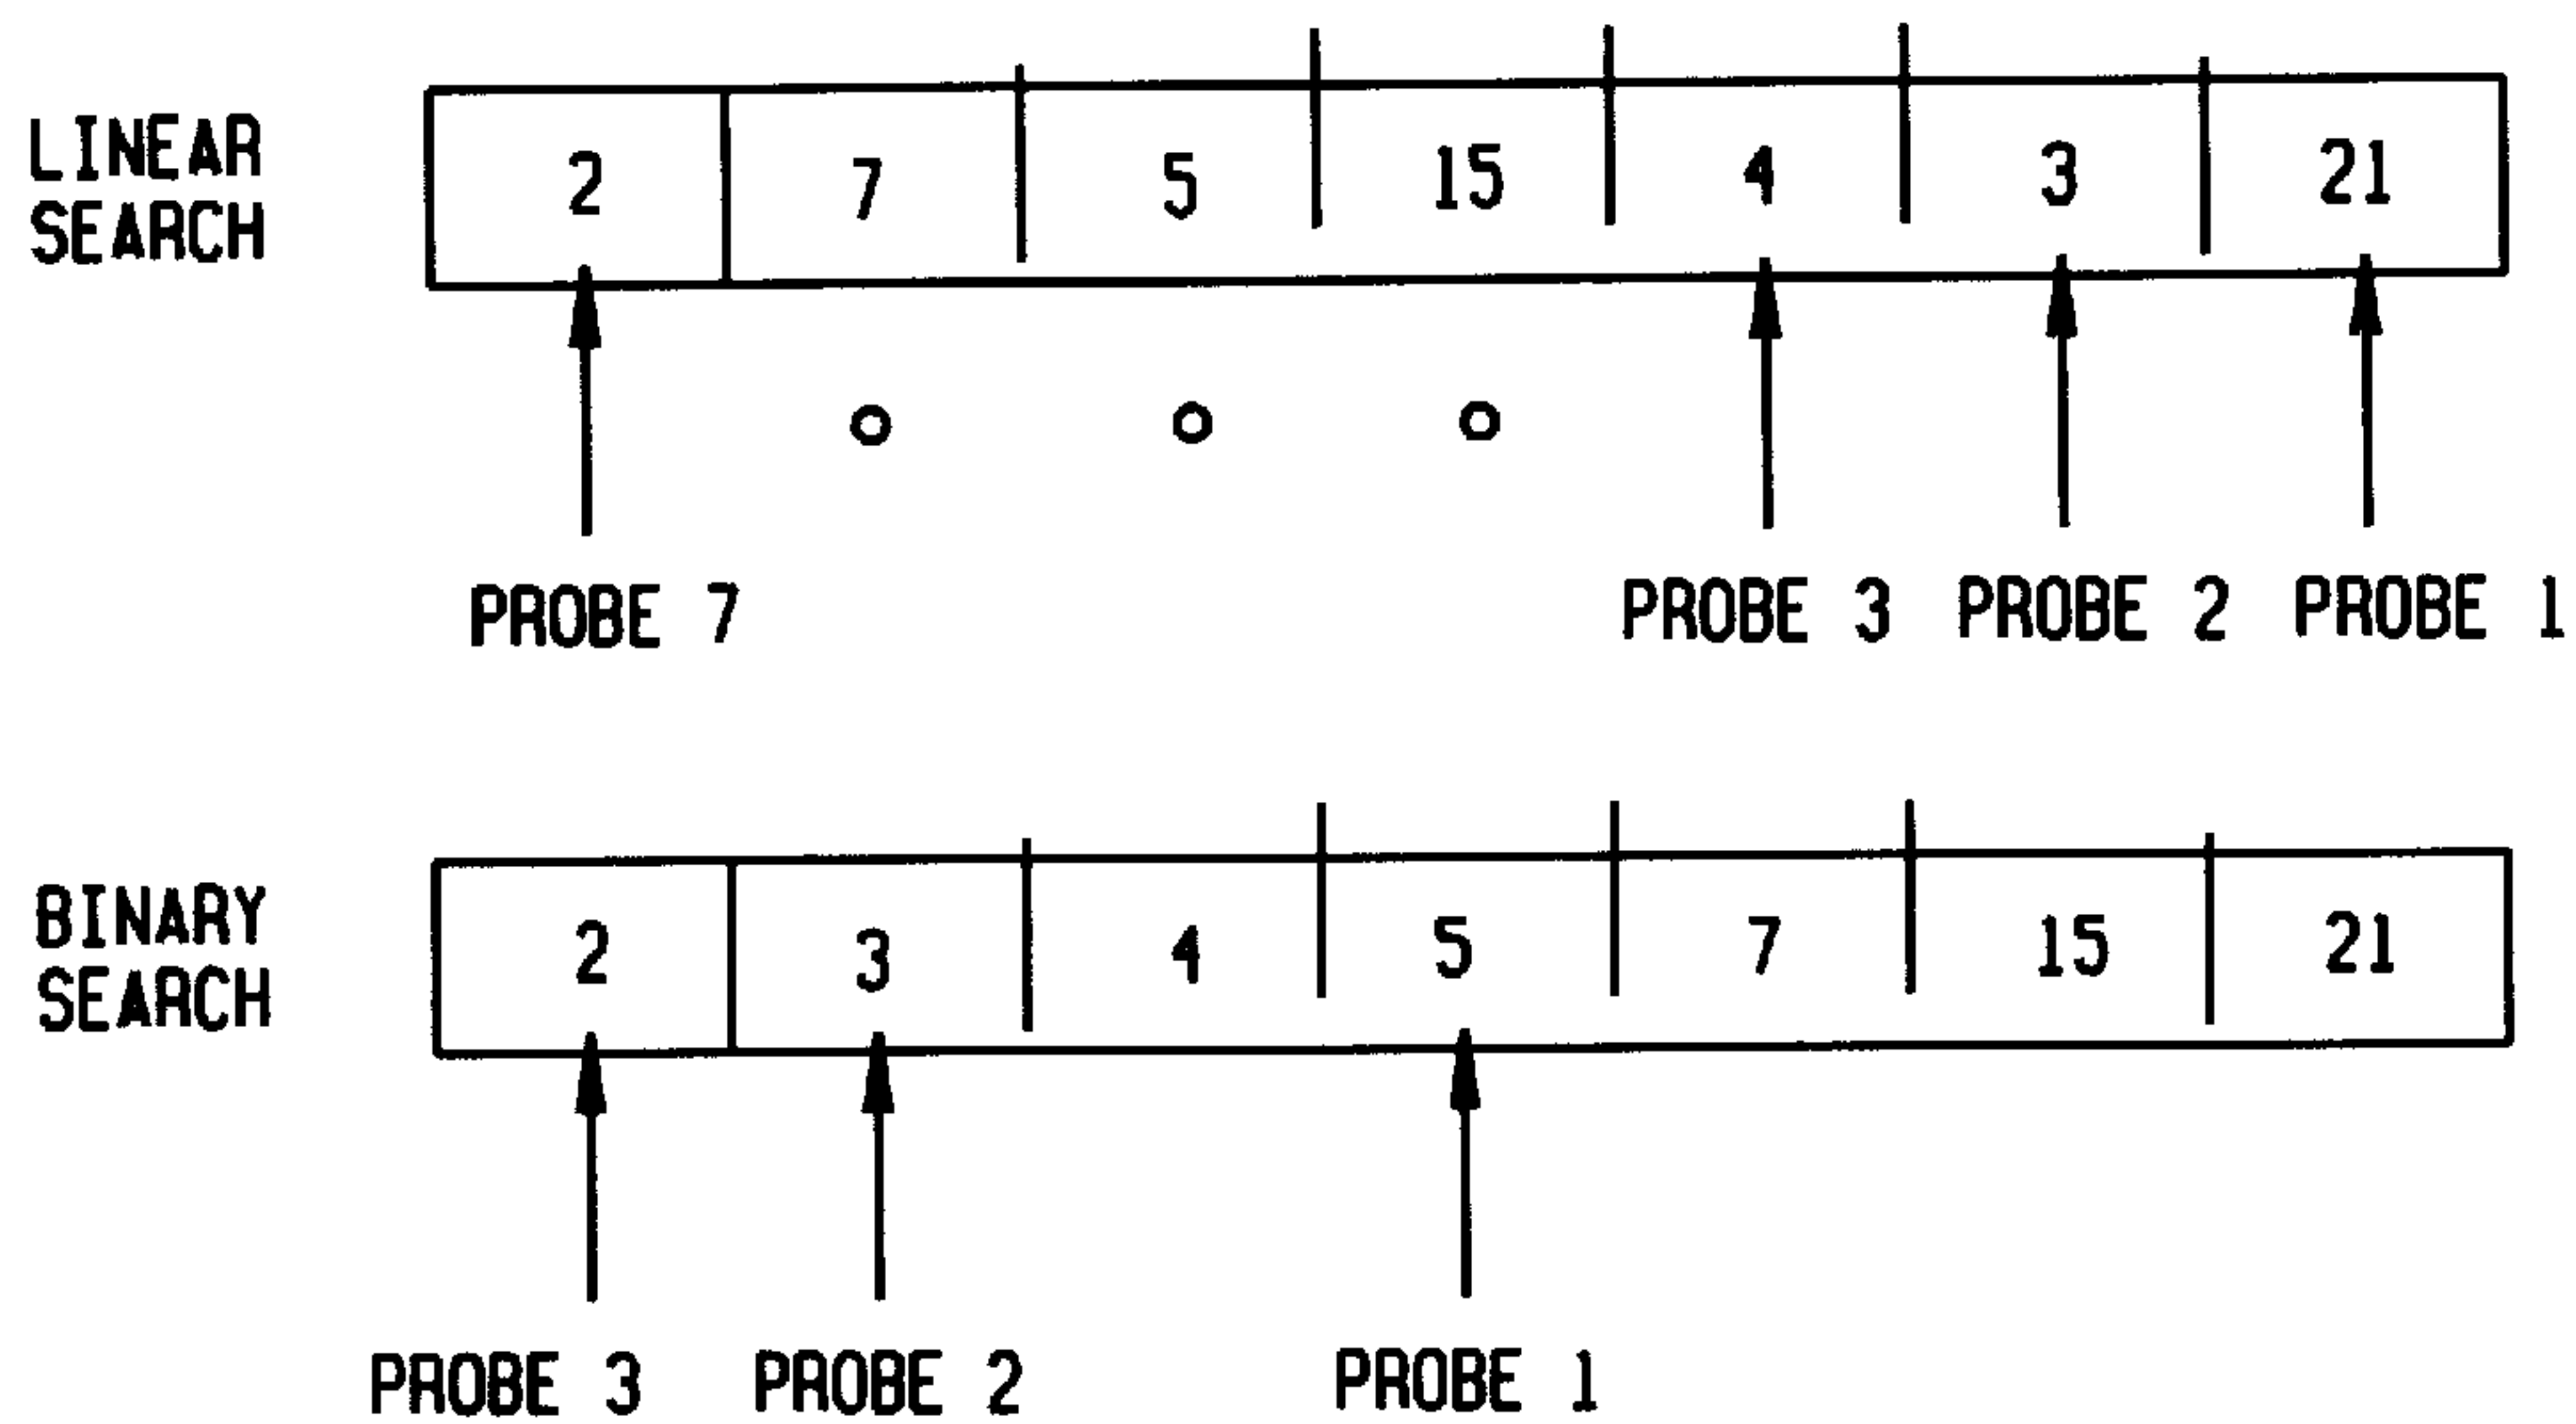 LINEAR
SEARCH
2 7 5 15 4 3 21
PROBE 7 PROBE 3 PROBE 2 PROBE 1
BINARY
SEARCH
2 3 4 5 7 15 21
PROBE 3 PROBE 2 PROBE 1